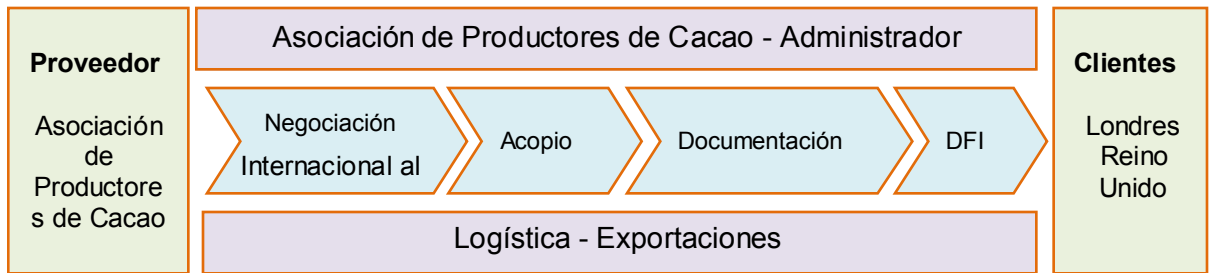 Proveedor
Asociación
de
Productore
s de Cacao
Asociación de Productores de Cacao - Administrador
Negociación
Internacional al
Acopio
Documentación
DFI
Logística - Exportaciones
Clientes
Londres
Reino
Unido